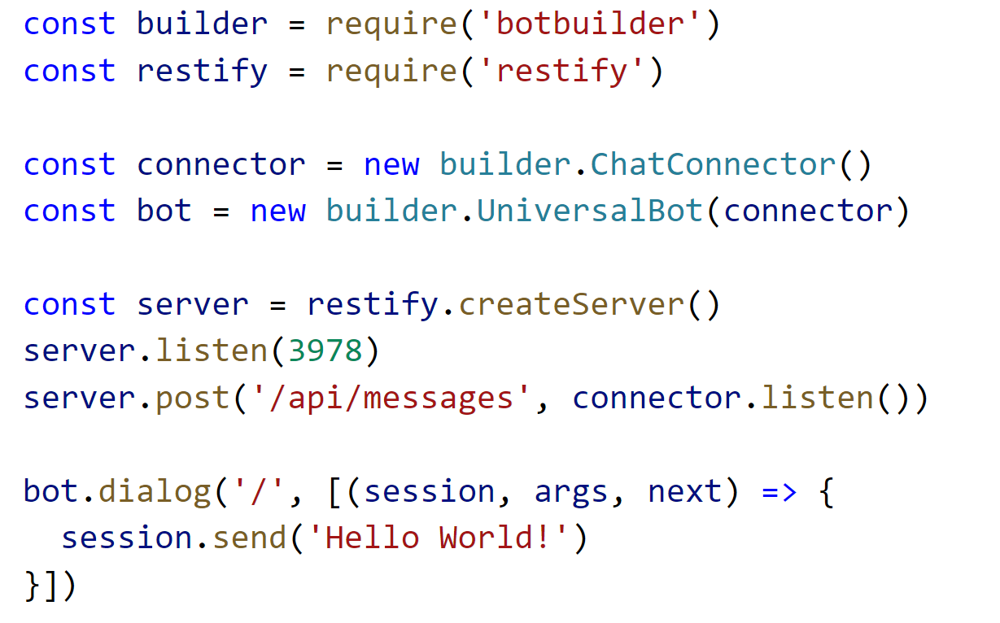 const builder = require('botbuilder')
const restify = require('restify')

const connector = new builder.ChatConnector()
const bot = new builder.UniversalBot(connector)

const server = restify.createServer()
server.listen(3978)
server.post('/api/messages', connector.listen())

bot.dialog('/', [(session, args, next) => {
  session.send('Hello World!')
}])